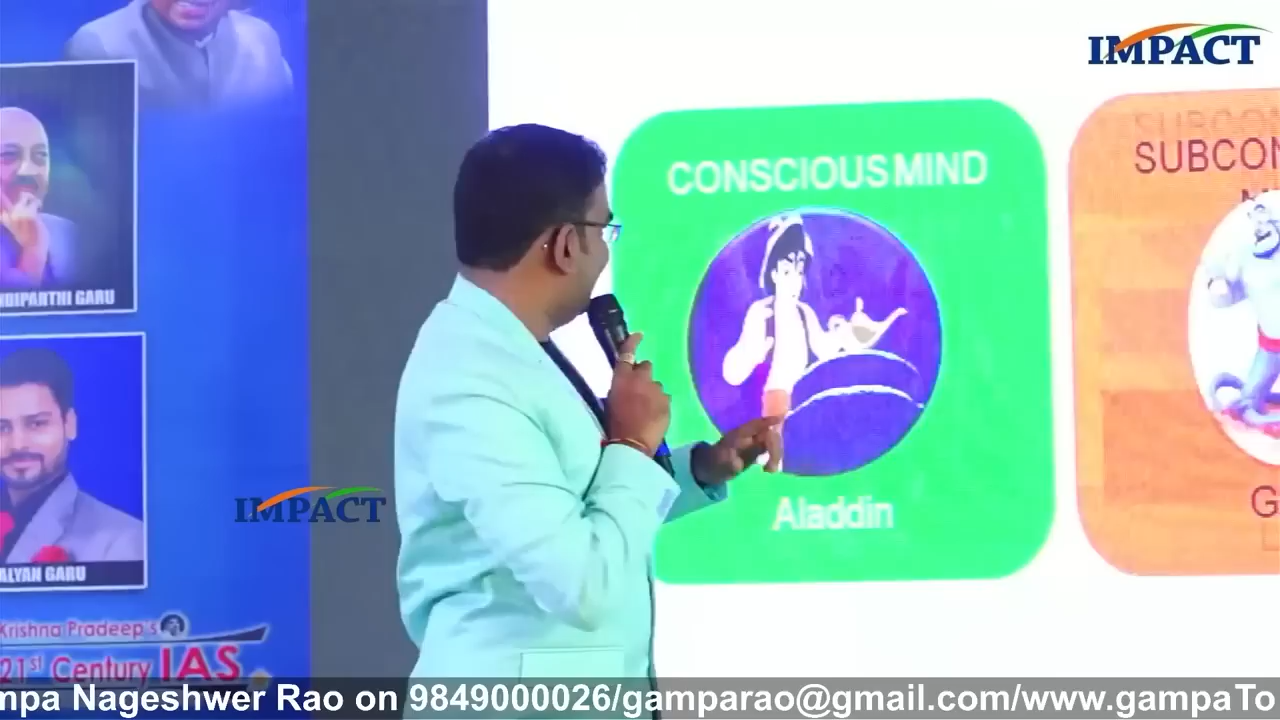 IMPACT
CONSCIOUS MIND
SUBCON
Aladdin
G
NDIPARTHI GARU
ALYAN GARU
IMPACT
Krishna Pradeep's
21st Century IAS
mpa Nageshwer Rao on 9849000026/gamparao@gmail.com/www.gampaTo